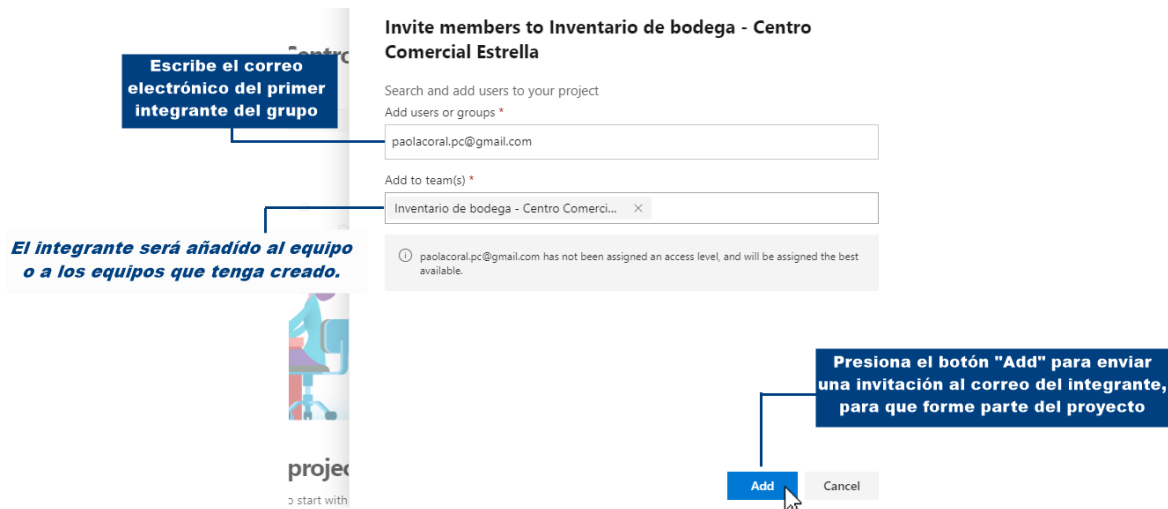 Invite members to Inventario de bodega - Centro
Comercial Estrella
Escribe el correo
electrónico del primer
integrante del grupo
Search and add users to your project
Add users or groups *
paolacoral.pc@gmail.com
Add to team(s) *
Inventario de bodega - Centro Comerci... ×
El integrante será añadído al equipo
o a los equipos que tenga creado.
paolacoral.pc@gmail.com has not been assigned an access level, and will be assigned the best
available.
Presiona el botón "Add" para enviar
una invitación al correo del integrante,
para que forme parte del proyecto
Add
Cancel
projec
o start with